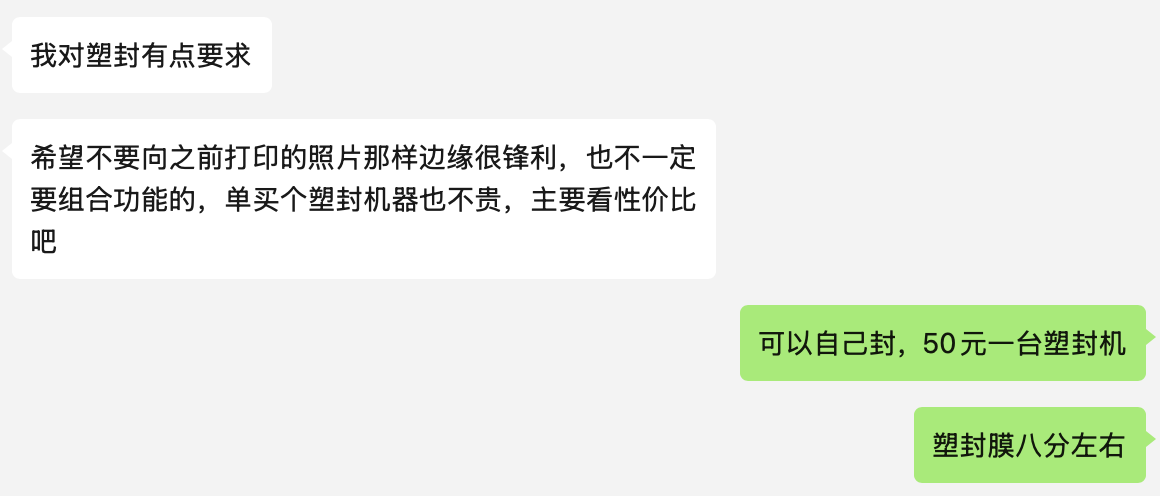 我对塑封有点要求
希望不要向之前打印的照片那样边缘很锋利，也不一定
要组合功能的，单买个塑封机器也不贵，主要看性价比
吧
可以自己封，50元一台塑封机
塑封膜八分左右